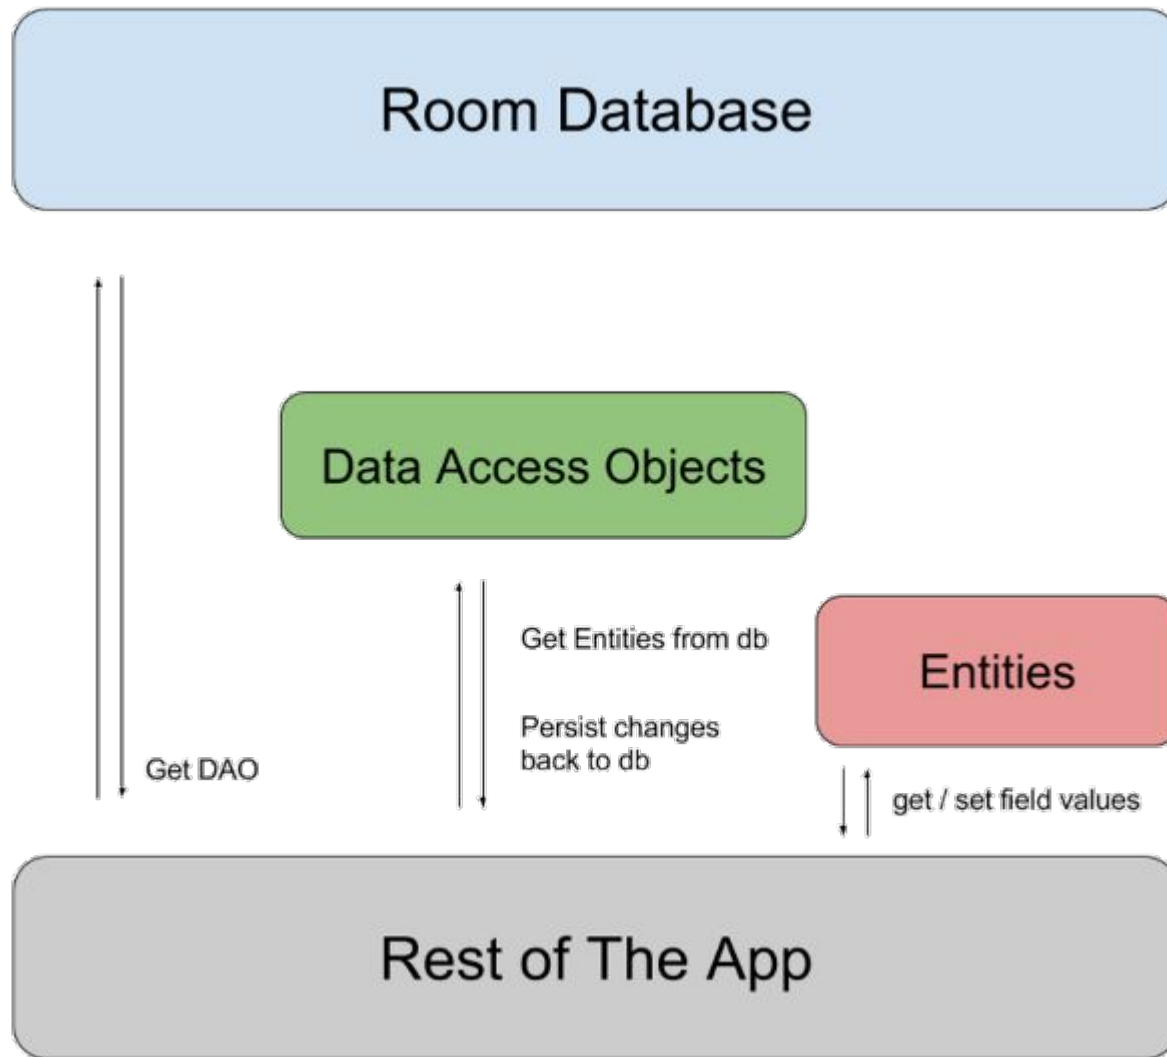 Room Database
Data Access Objects
Get Entities from db
Entities
Persist changes
back to db
Get DAO
get / set field values
Rest of The App